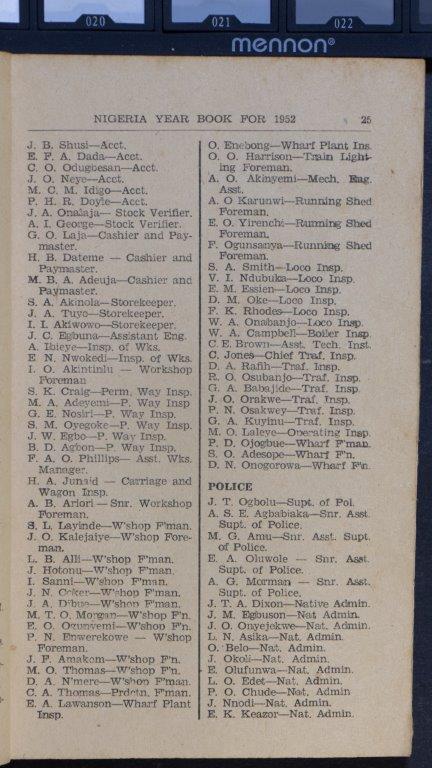 020
021
022
mennon®
NIGERIA YEAR BOOK FOR 1952 25
J. B. Shusi—Acct.
E. F. A. Dada—Acct.
C. O. Odugbesan—Acct.
J. O. Neye—Acct.
M. C. M. Idigo—Acct.
P. H. R. Doyle—Acct.
J. A. Onalaja— Stock Verifier.
A. I. George—Stock Verifier.
G. O. Laja—Cashier and Pay-
master.
H. B. Dateme — Cashier and
Paymaster.
M. B. A. Adeuja—Cashier and
Paymaster.
S. A. Akinola—Storekeeper.
J. A. Tuyo—Storekeeper.
I. I. Akiwowo—Storekeeper.
J. C. Egbuna—Assistant Eng.
A. Ibieye—Insp. of Wks.
E N. Nwokedi—Insp. of Wks.
I. O. Akintinlu — Workshop
Foreman
S. K. Craig—Perm. Way Insp.
M. A. Adeyemi—P. Way Insp
G. E. Nosiri—P. Way Insp.
S. M. Oyegoke—P. Way Insp.
J. W. Egbo—P. Way Insp.
B. D. Agbon—P. Way Insp.
F. A. O. Phillips— Asst. Wks.
Manager.
H. A. Junaid — Carriage and
Wagon Insp.
A. B. Ariori — Snr. Workshop
Foreman.
S. L. Layinde—W'shop F'man.
J. O. Kalejaiye—W'shop Fore-
man.
L. B. Alli—W'shop F'man.
J. Hotonu—W'shop F'man.
I. Sanni—W'shop F'man.
J. N. Coker—W'shop F'man.
J. A. Dibue—W'shop F'man.
M. T. O. Morgan—W'shop F'n.
E. O. Ogunyemi—W'shop F'n.
P. N. Enwerekowe — W'shop
Foreman.
J. F. Amakom—W'shop F'n.
M. O. Thomas—W'shop F'n.
D. A. N'mere—W'shop F'man.
C. A. Thomas—Prdctn. F'man.
E. A. Lawanson—Wharf Plant
Insp.
O. Enebong—Wharf Plant Ins.
O. O. Harrison—Train Light-
ing Foreman.
A. O. Akinyemi—Mech. Eng.
Asst.
A. O Karunwi—Running Shed
Foreman.
E. O. Yirenchi—Running Shed
Foreman.
F. Ogunsanya—Running Shed
Foreman.
S. A. Smith—Loco Insp.
V. I. Ndubuka—Loco Insp.
E. M. Essien—Loco Insp.
D. M. Oke—Loco Insp.
F. K. Rhodes—Loco Insp.
W. A. Onabanjo—Loco Insp.
W. A. Campbell—Boiler Insp.
C. E. Brown—Asst. Tech. Inst.
C. Jones—Chief Traf. Insp.
D. A. Rafih—Traf. Insp.
R. O. Osubanjo—Traf. Insp.
G. A. Babajide—Traf. Insp.
J. O. Orakwe—Traf. Insp.
P. N. Osakwey—Traf. Insp.
G. A. Kuyinu—Traf. Insp.
M. O. Laleye—Operating Insp.
P. D. Ojogbue—Wharf F'man.
S. O. Adesope—Wharf F'n.
D. N. Onogorowa—Wharf F'n.
POLICE
J. T. Ogbolu—Supt. of Pol.
A. S. E. Agbabiaka—Snr. Asst.
Supt. of Police.
M. G. Amu—Snr. Asst. Supt.
of Police.
E. A. Oluwole — Snr. Asst.
Supt. of Police.
A. G. Morman — Snr. Asst.
Supt. of Police.
J. T. A. Dixon—Native Admin.
J. M. Egbuson—Nat. Admin.
J. O. Onyejekwe—Nat. Admin.
L. N. Asika—Nat. Admin.
O. Belo—Nat. Admin.
J. Okoli—Nat. Admin.
E. Olufunwa—Nat. Admin.
L. O. Edet—Nat. Admin.
P. O. Chude—Nat. Admin.
J. Nnodi—Nat. Admin.
E. K. Keazor—Nat. Admin.